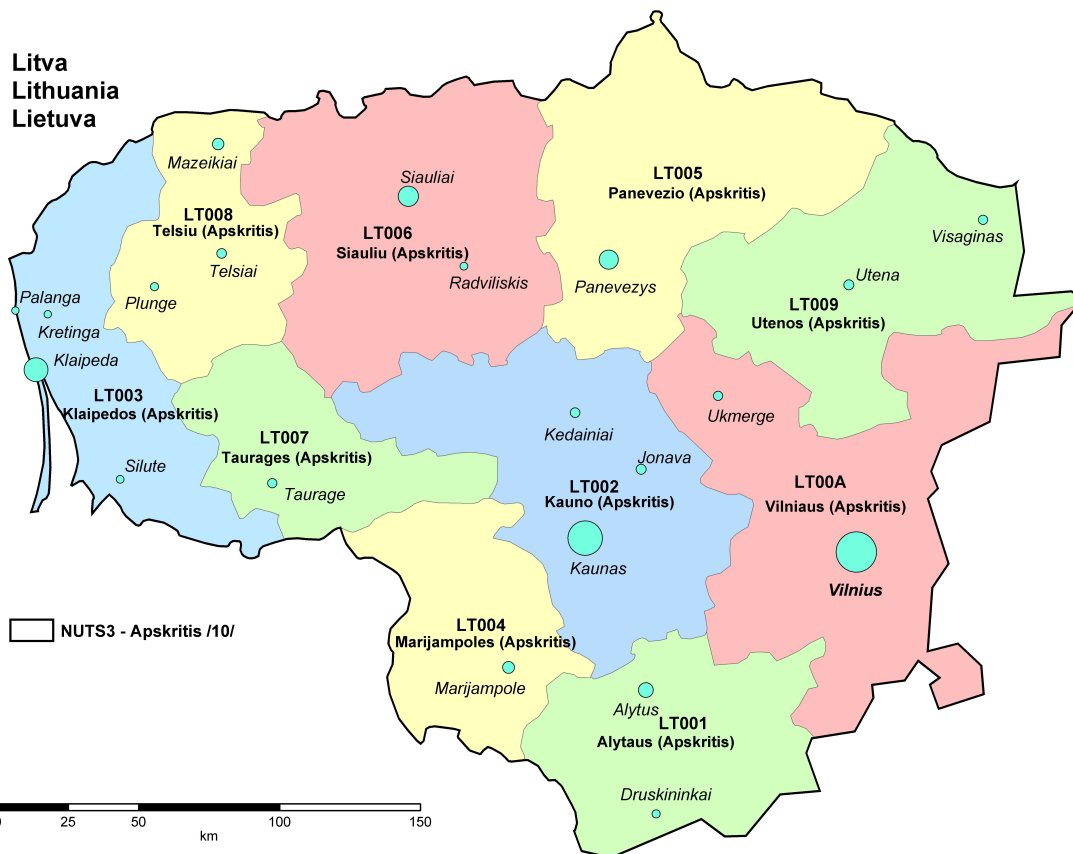 Litva
Lithuania
Lietuva
Mazeikiai
LT008
Telsiu (Apskritis)
Telsiai
Plunge
Siauliai
LT006
Siauliu (Apskritis)
Radviliskis
LT005
Panevezio (Apskritis)
Panevezys
Visaginas
Utena
LT009
Utenos (Apskritis)
Palanga
Kretinga
Klaipeda
LT003
Klaipedos (Apskritis)
Silute
LT007
Taurages (Apskritis)
Taurage
Kedainiai
Jonava
LT002
Kauno (Apskritis)
Kaunas
Ukmerge
LT00A
Vilniaus (Apskritis)
Vilnius
NUTS3 - Apskritis /10/
LT004
Marijampoles (Apskritis)
Marijampole
Alytus
LT001
Alytaus (Apskritis)
Druskininkai
25 50 100 150
km